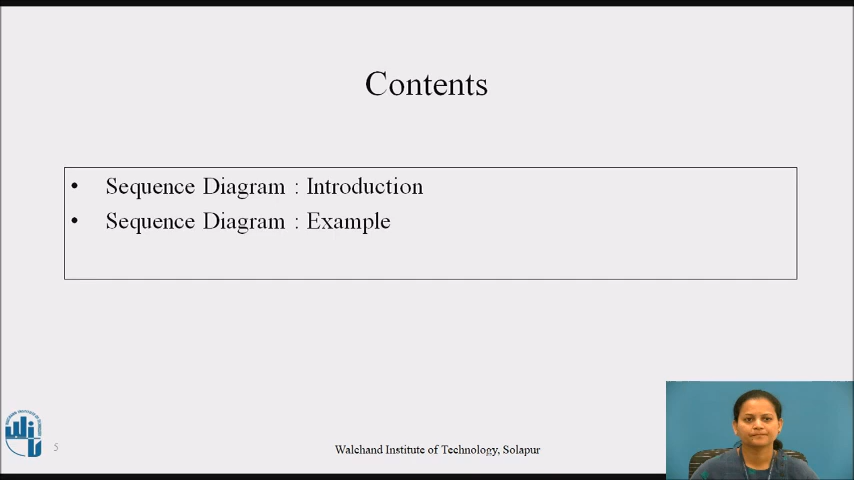 Contents
• Sequence Diagram : Introduction
• Sequence Diagram : Example
5
Walchand Institute of Technology, Solapur